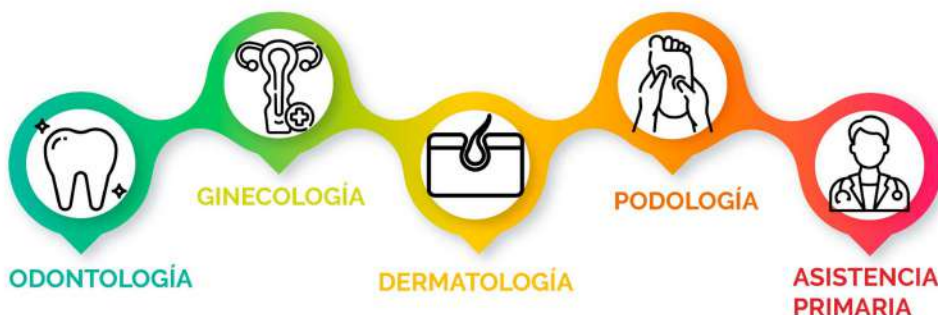 ODONTOLOGÍA
GINECOLOGÍA
DERMATOLOGÍA
PODOLOGÍA
ASISTENCIA
PRIMARIA